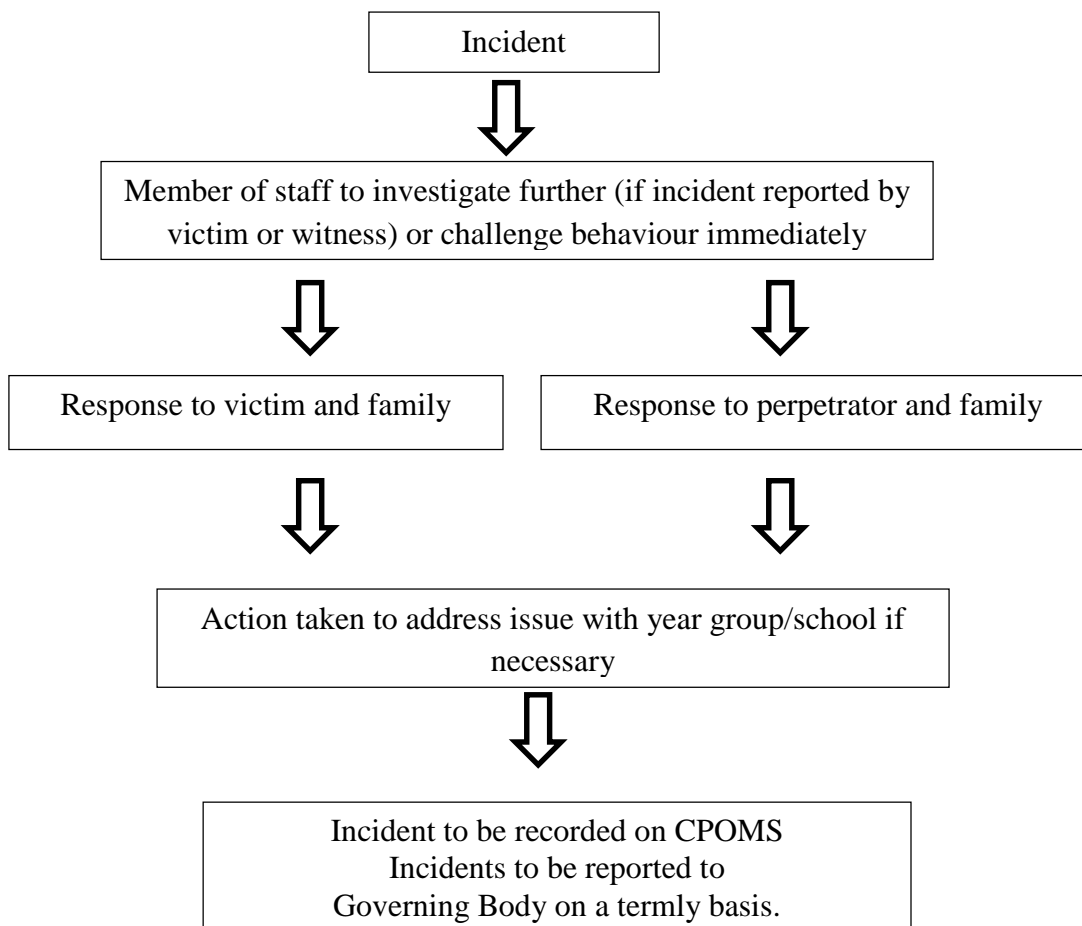 Incident
Member of staff to investigate further (if incident reported by
victim or witness) or challenge behaviour immediately
Response to victim and family
Response to perpetrator and family
Action taken to address issue with year group/school if
necessary
Incident to be recorded on CPOMS
Incidents to be reported to
Governing Body on a termly basis.